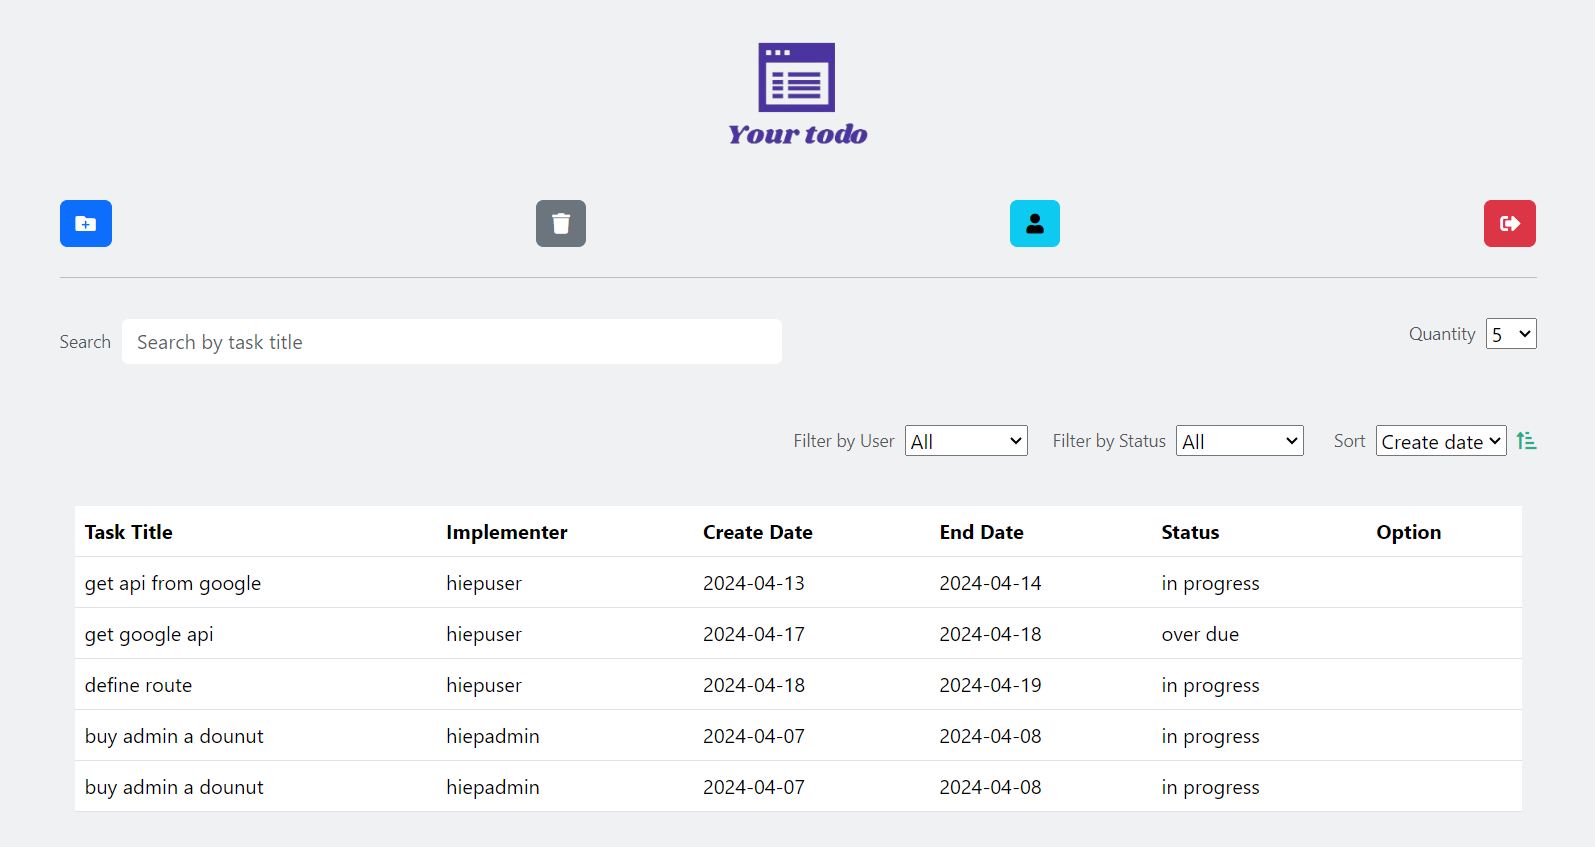 Your todo
Search Search by task title Quantity 5
Filter by User All Filter by Status All Sort Create date
Task Title Implementer Create Date End Date Status Option
get api from google hiepuser 2024-04-13 2024-04-14 in progress
get google api hiepuser 2024-04-17 2024-04-18 over due
define route hiepuser 2024-04-18 2024-04-19 in progress
buy admin a dounut hiepadmin 2024-04-07 2024-04-08 in progress
buy admin a dounut hiepadmin 2024-04-07 2024-04-08 in progress